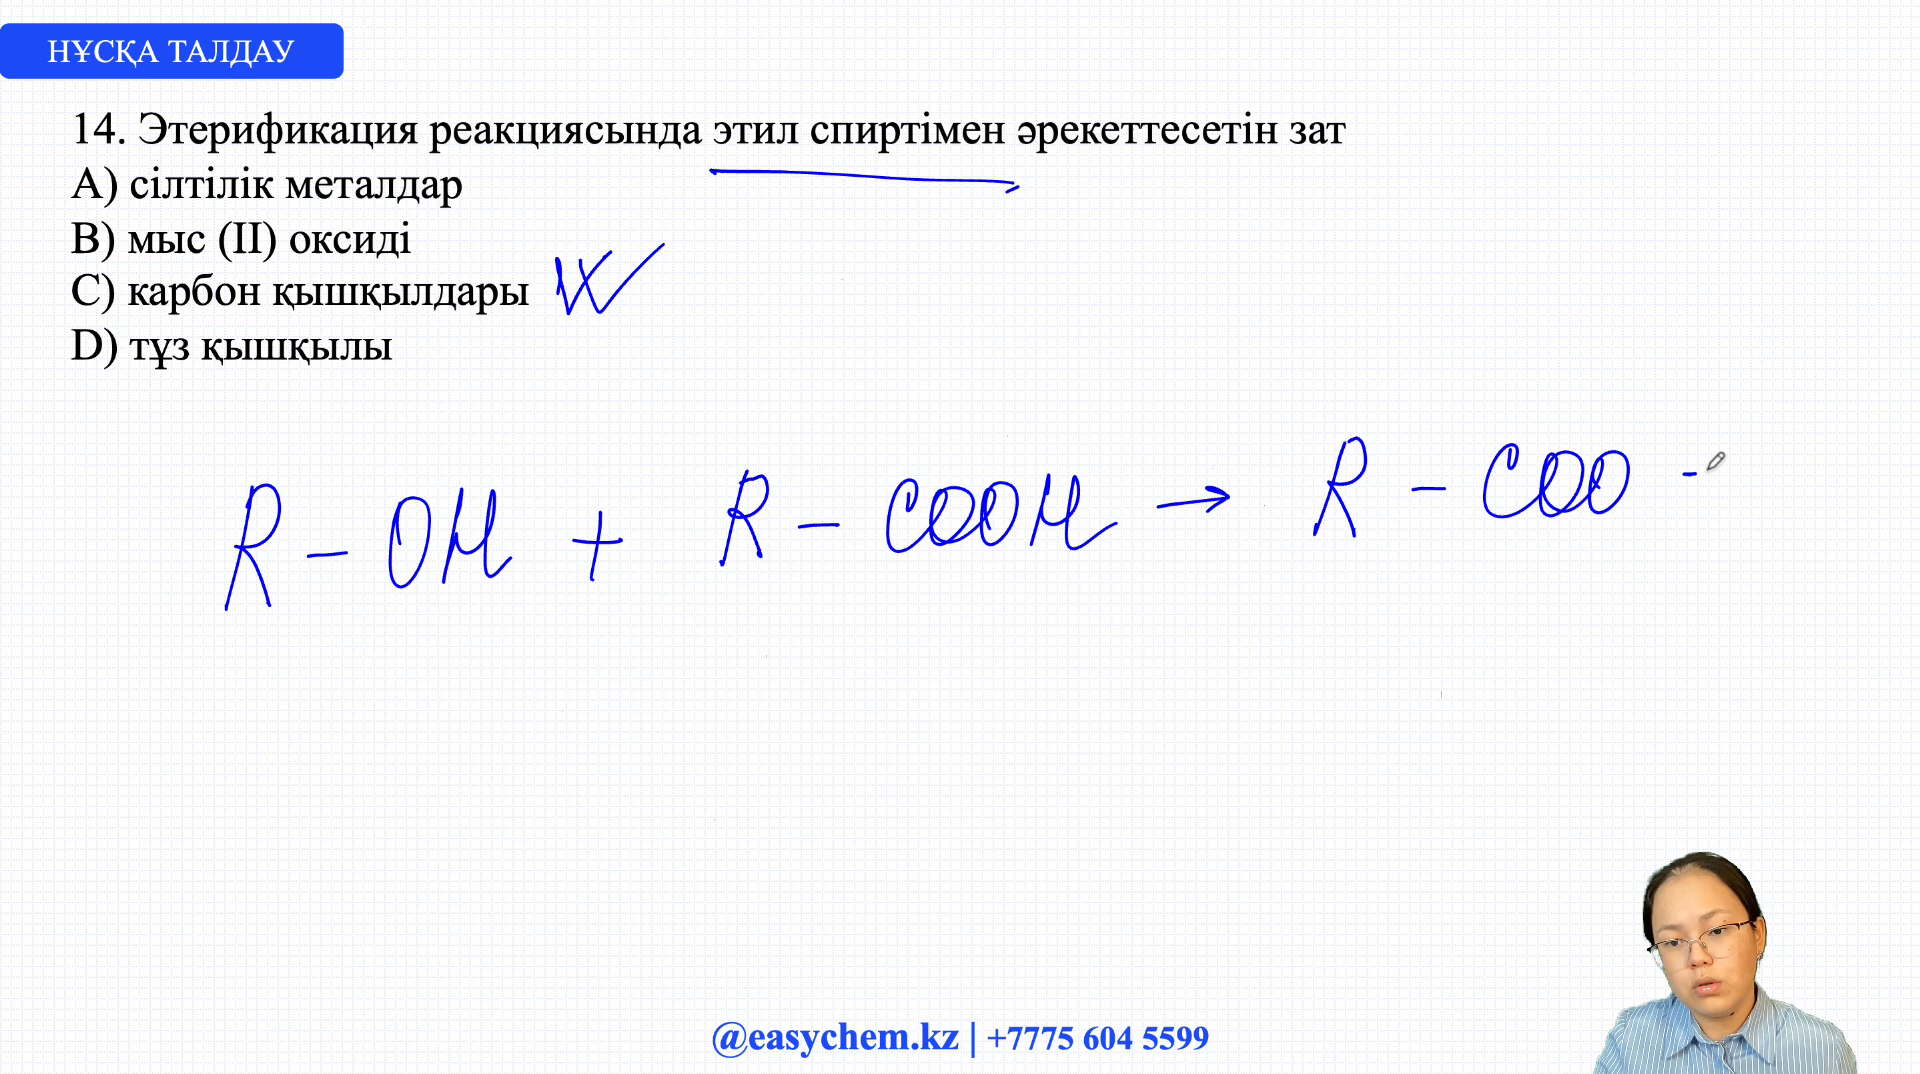 НҰСҚА ТАЛДАУ
14. Этерификация реакциясында этил спиртімен әрекеттесетін зат
A) сілтілік металдар
B) мыс (II) оксиді
C) карбон қышқылдары
D) тұз қышқылы
R – OH + R – COOH → R – COO -
@easychem.kz | +7775 604 5599